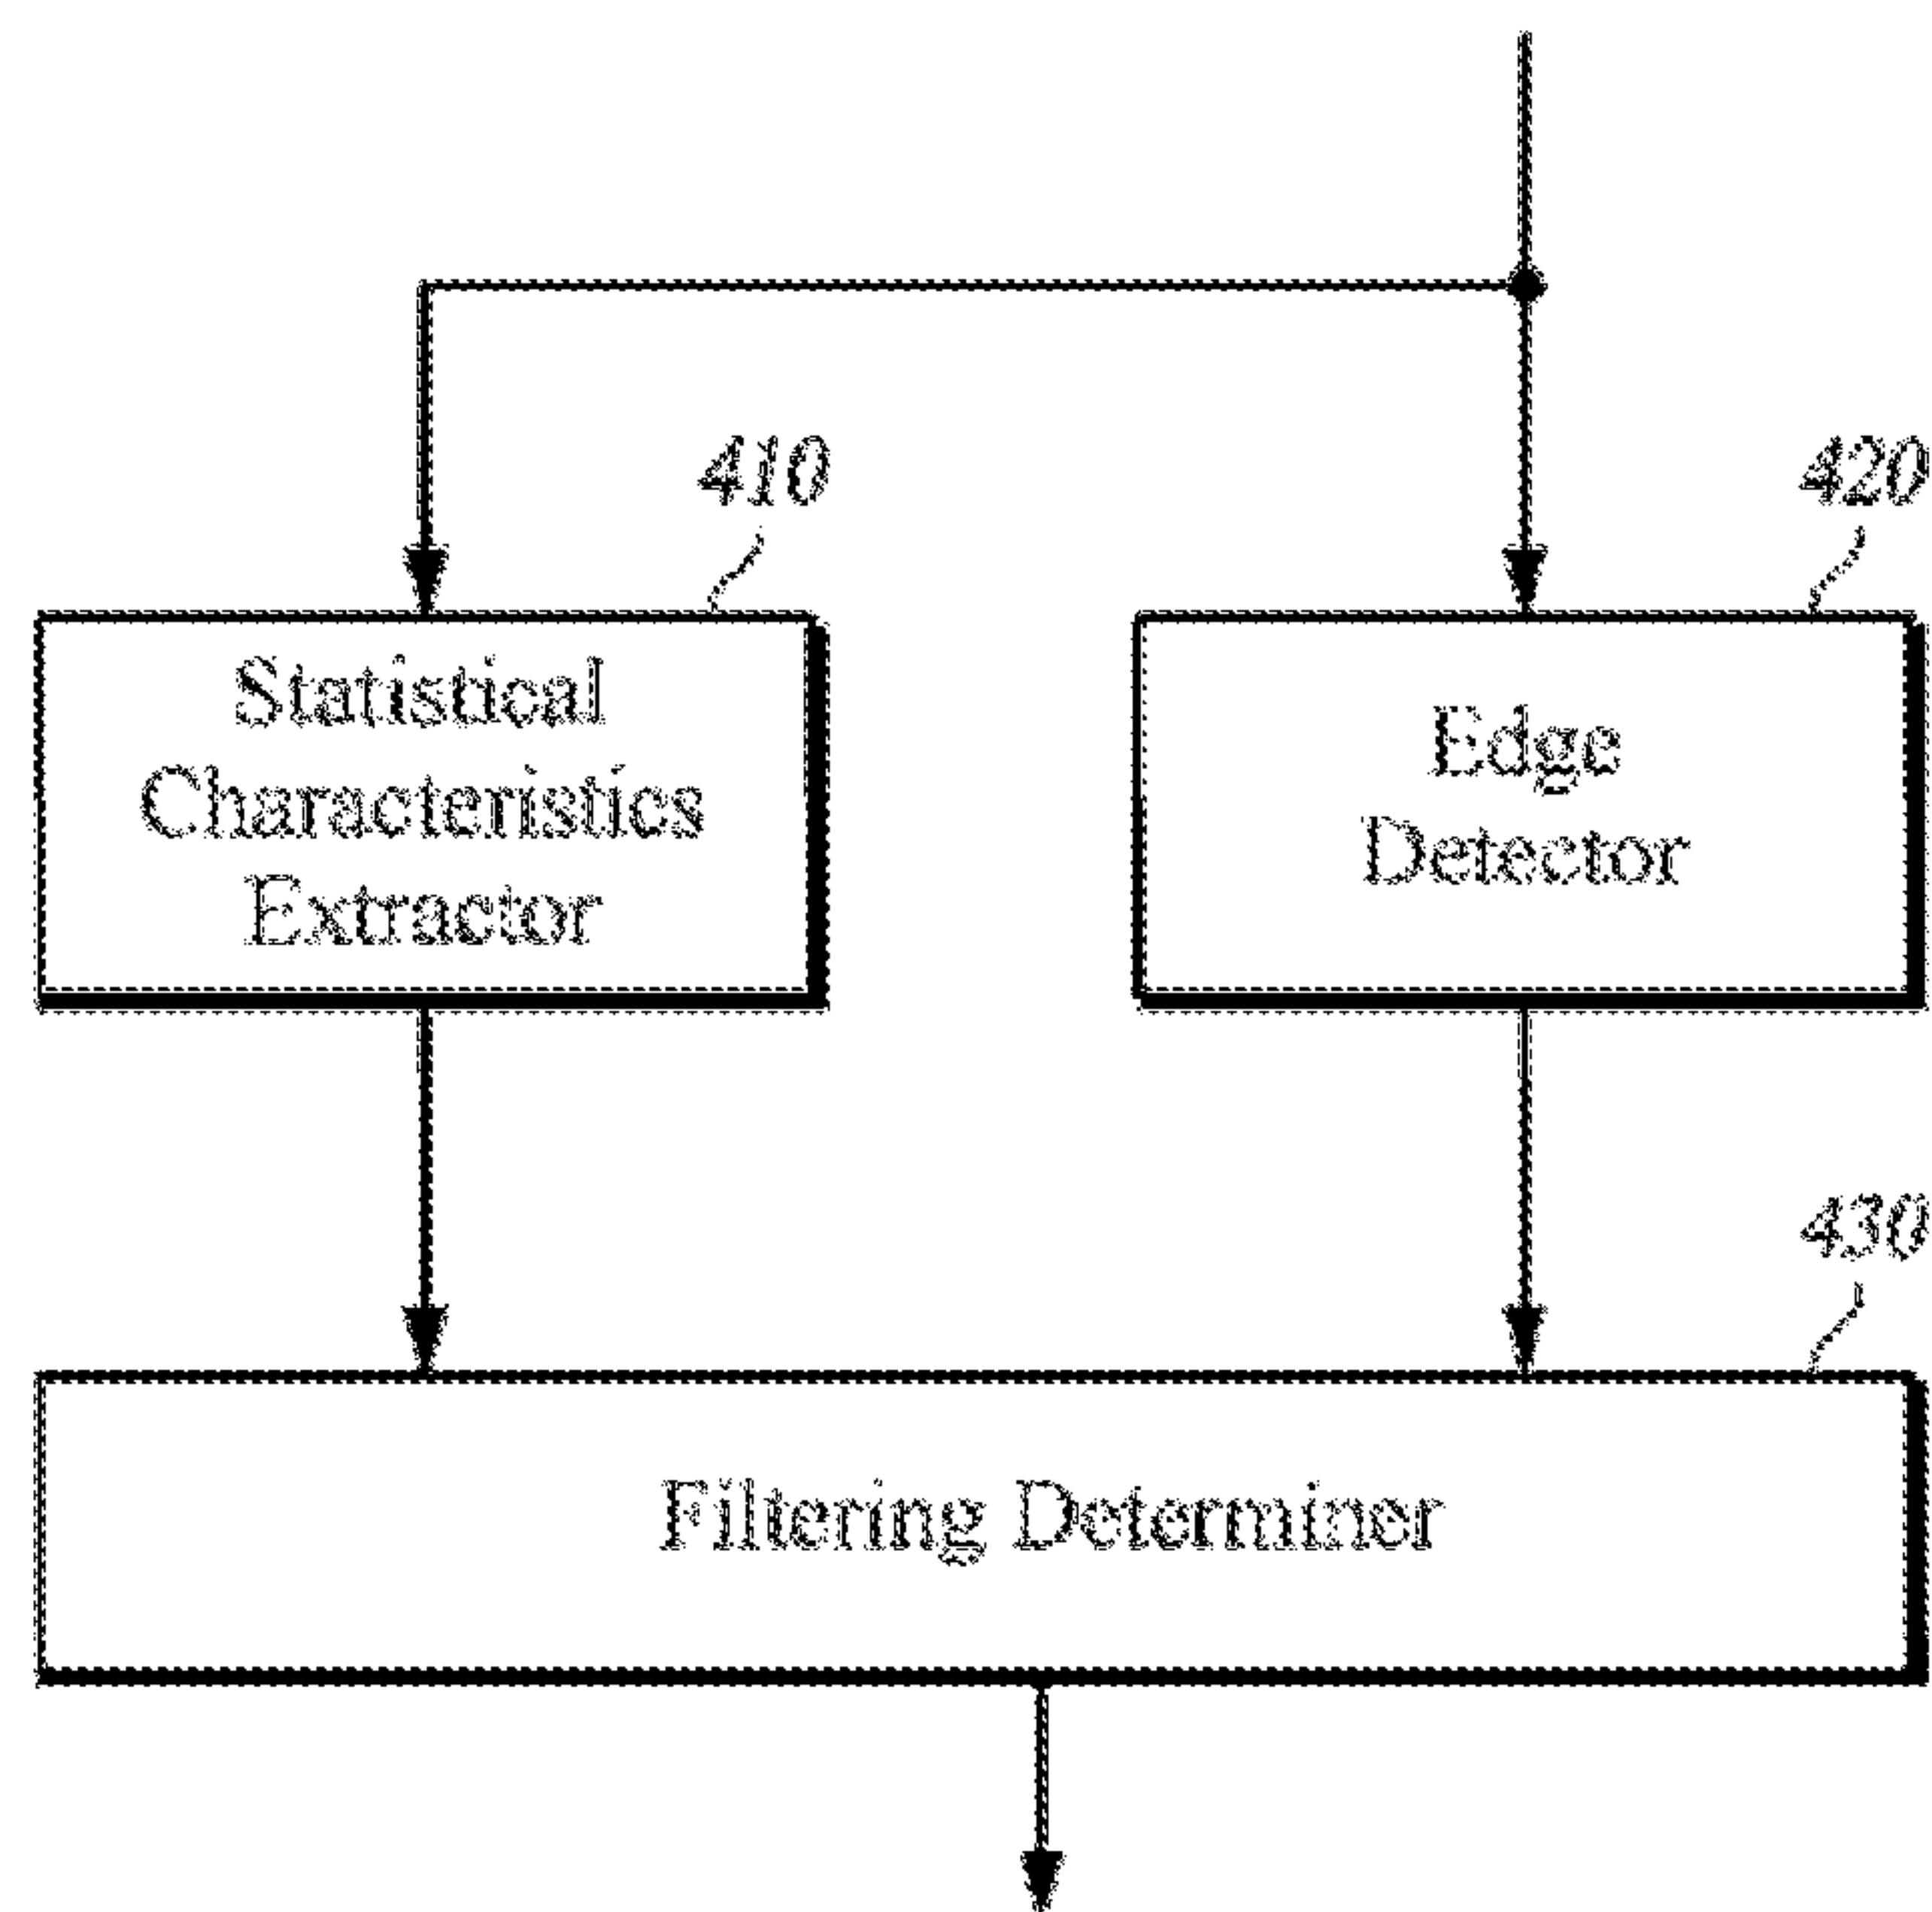 410
420
Statistical
Characteristics
Extractor
Edge
Detector
430
Filtering Determiner